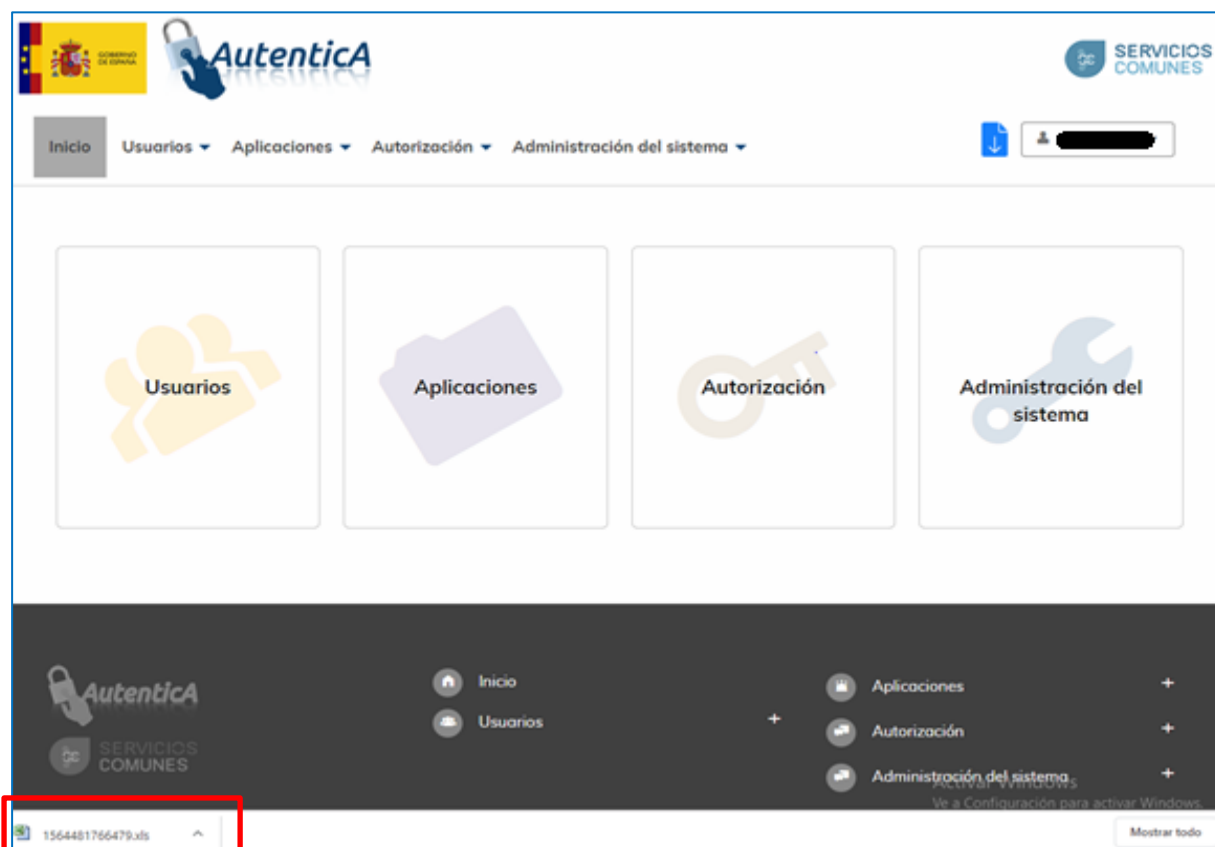 GOBIERNO
DE ESPAÑA
AutenticA
SERVICIOS
COMUNES
Inicio
Usuarios
Aplicaciones
Autorización
Administración del sistema
Usuarios
Aplicaciones
Autorización
Administración del
sistema
AutenticA
SERVICIOS
COMUNES
Inicio
Usuarios +
Aplicaciones +
Autorización +
Administración del sistema +
Activar Windows
Ve a Configuración para activar Windows.
1564481766479.xls
Mostrar todo